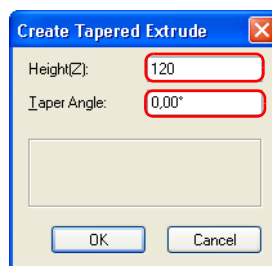 Create Tapered Extrude
Height(Z): 120
Taper Angle: 0,00°
OK Cancel